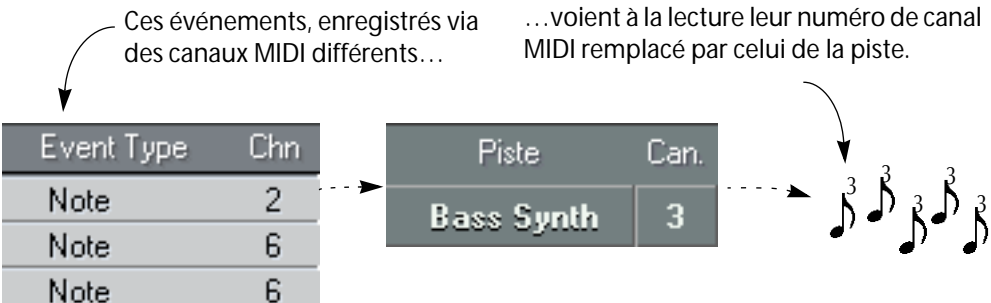 Ces événements, enregistrés via
des canaux MIDI différents…
…voient à la lecture leur numéro de canal
MIDI remplacé par celui de la piste.
Event Type Chn
Note 2
Note 6
Note 6
Piste Can.
Bass Synth 3
3 3 3 3 3